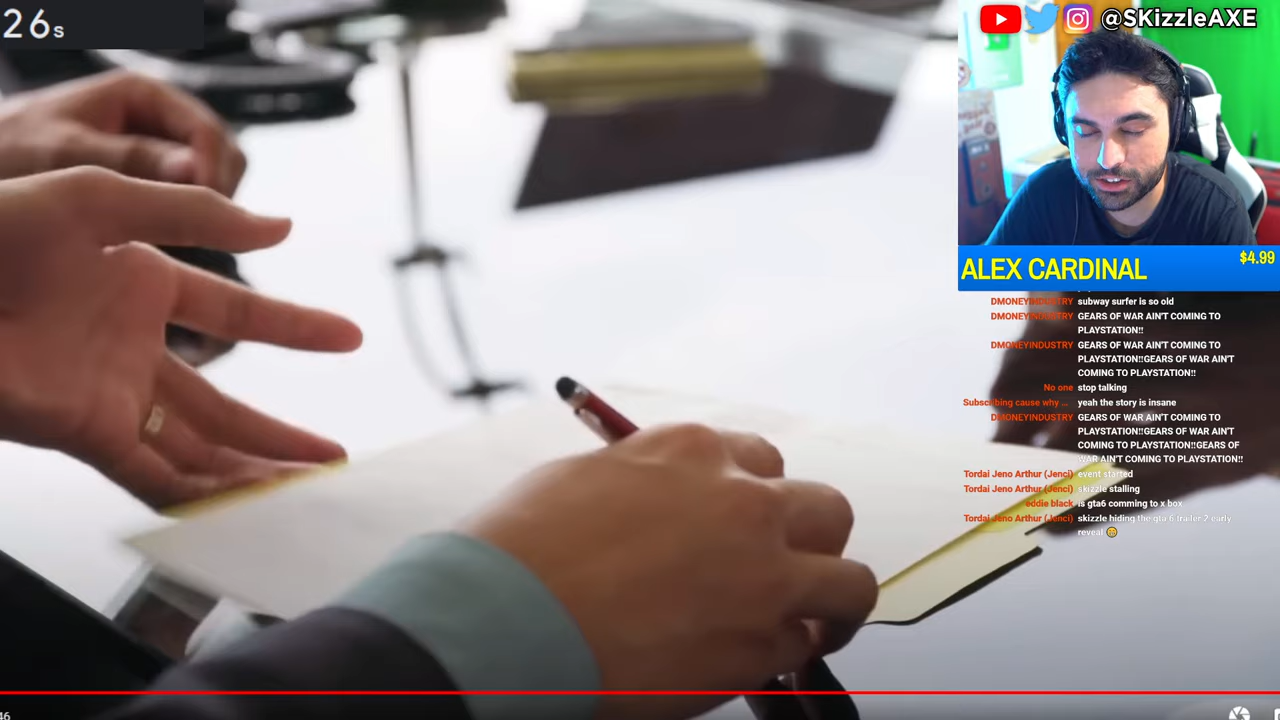 26s
@SKizzleAXE
ALEX CARDINAL
$4.99
DMONEYINDUSTRY subway surfer is so old
DMONEYINDUSTRY GEARS OF WAR AIN'T COMING TO
PLAYSTATION!!
DMONEYINDUSTRY GEARS OF WAR AIN'T COMING TO
PLAYSTATION!!GEARS OF WAR AIN'T
COMING TO PLAYSTATION!!
No one stop talking
Subscribing cause why ... yeah the story is insane
DMONEYINDUSTRY GEARS OF WAR AIN'T COMING TO
PLAYSTATION!!GEARS OF WAR AIN'T
COMING TO PLAYSTATION!!GEARS OF
WAR AIN'T COMING TO PLAYSTATION!!
Tordai Jeno Arthur (Jenci) event started
Tordai Jeno Arthur (Jenci) skizzle stalling
eddie black is gta6 comming to x box
Tordai Jeno Arthur (Jenci) skizzle hiding the gta 6 trailer 2 early
reveal
46